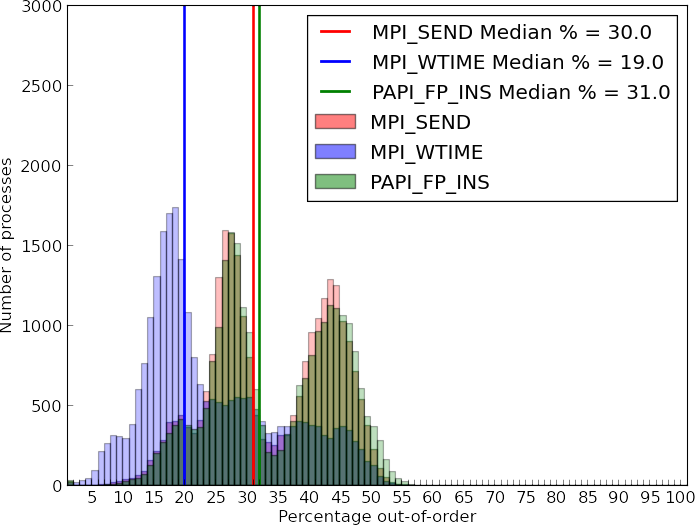 3000
2500
2000
1500
1000
500
0
Number of processes
MPI_SEND Median % = 30.0
MPI_WTIME Median % = 19.0
PAPI_FP_INS Median % = 31.0
MPI_SEND
MPI_WTIME
PAPI_FP_INS
5 10 15 20 25 30 35 40 45 50 55 60 65 70 75 80 85 90 95 100
Percentage out-of-order